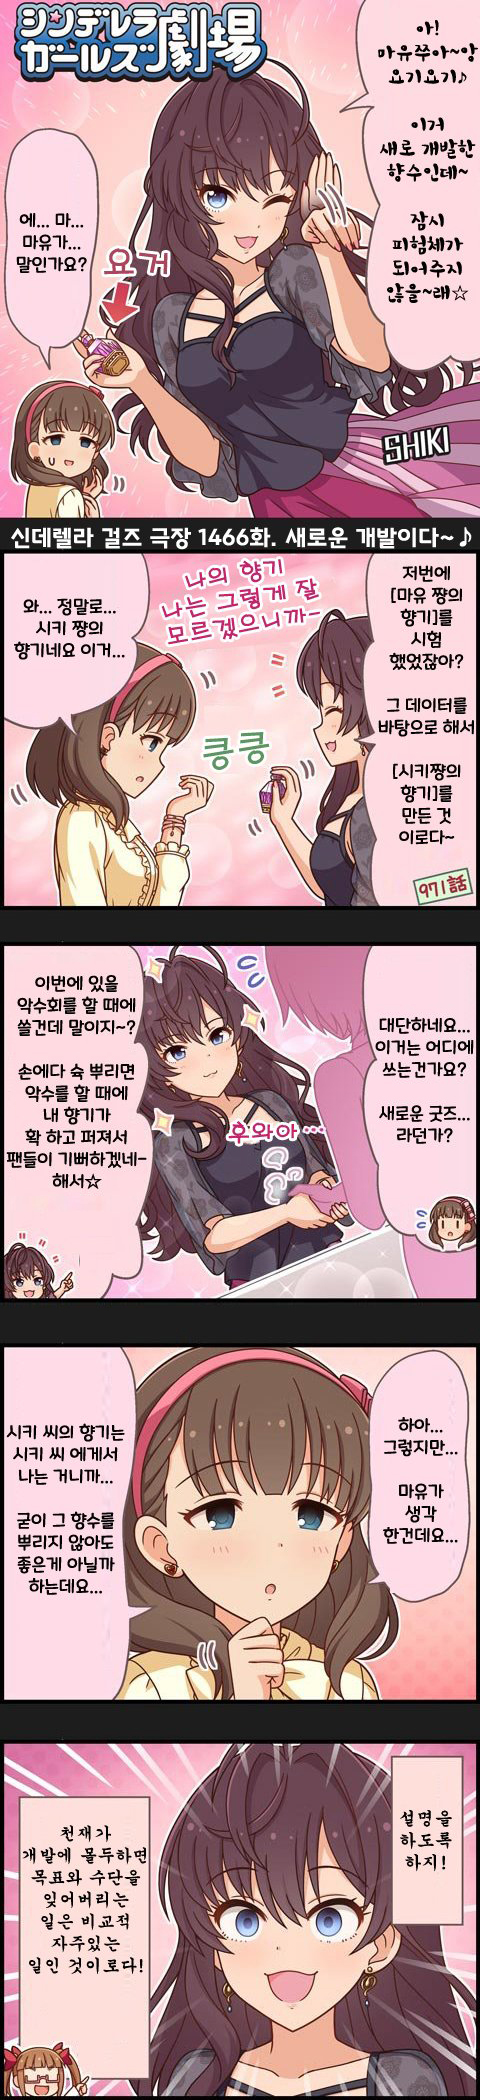 シンデレラ
ガールズ劇場
아!
마유쭈아~앙
요기요기♪
이거
새로 개발한
향수인데~
잠시
피험체가
되어주지
않을~래☆
에... 마...
마유가...
말인가요?
요거
SHIKI
신데렐라 걸즈 극장 1466화. 새로운 개발이다~♪
저번에
[마유 쨩의
향기]를
시험
했었잖아?
그 데이터를
바탕으로 해서
[시키쨩의
향기]를
만든 것
이로다~
971話
나의 향기
나는 그렇게 잘
모르겠으니까-
와... 정말로...
시키 쨩의
향기네요 이거...
킁킁
대단하네요...
이거는 어디에
쓰는건가요?
새로운 굿즈...
라던가?
이번에 있을
악수회를 할 때에
쓸건데 말이지~?
손에다 슉 뿌리면
악수를 할 때에
내 향기가
확 하고 퍼져서
팬들이 기뻐하겠네-
해서☆
후와아...
하아...
그렇지만...
마유가
생각
한건데요...
시키 씨의 향기는
시키 씨 에게서
나는 거니까...
굳이 그 향수를
뿌리지 않아도
좋은게 아닐까
하는데요...
설명을
하도록
하지!
천재가
개발에 몰두하면
목표와 수단을
잊어버리는
일은 비교적
자주있는
일인 것이로다!